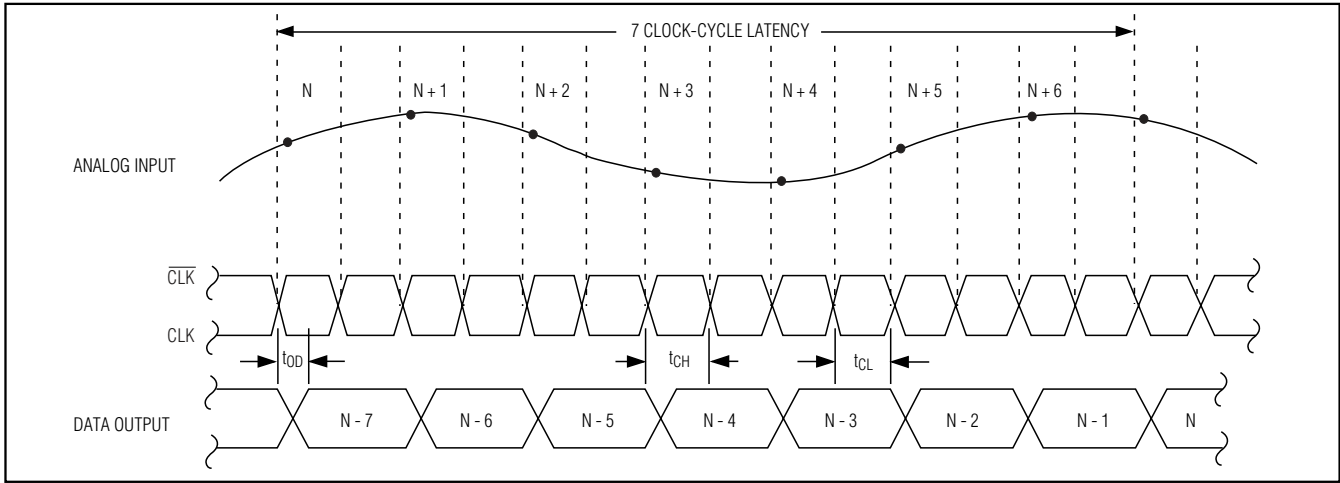 7 CLOCK-CYCLE LATENCY
N N + 1 N + 2 N + 3 N + 4 N + 5 N + 6
ANALOG INPUT
CLK
CLK
tOD tCH tCL
DATA OUTPUT N - 7 N - 6 N - 5 N - 4 N - 3 N - 2 N - 1 N